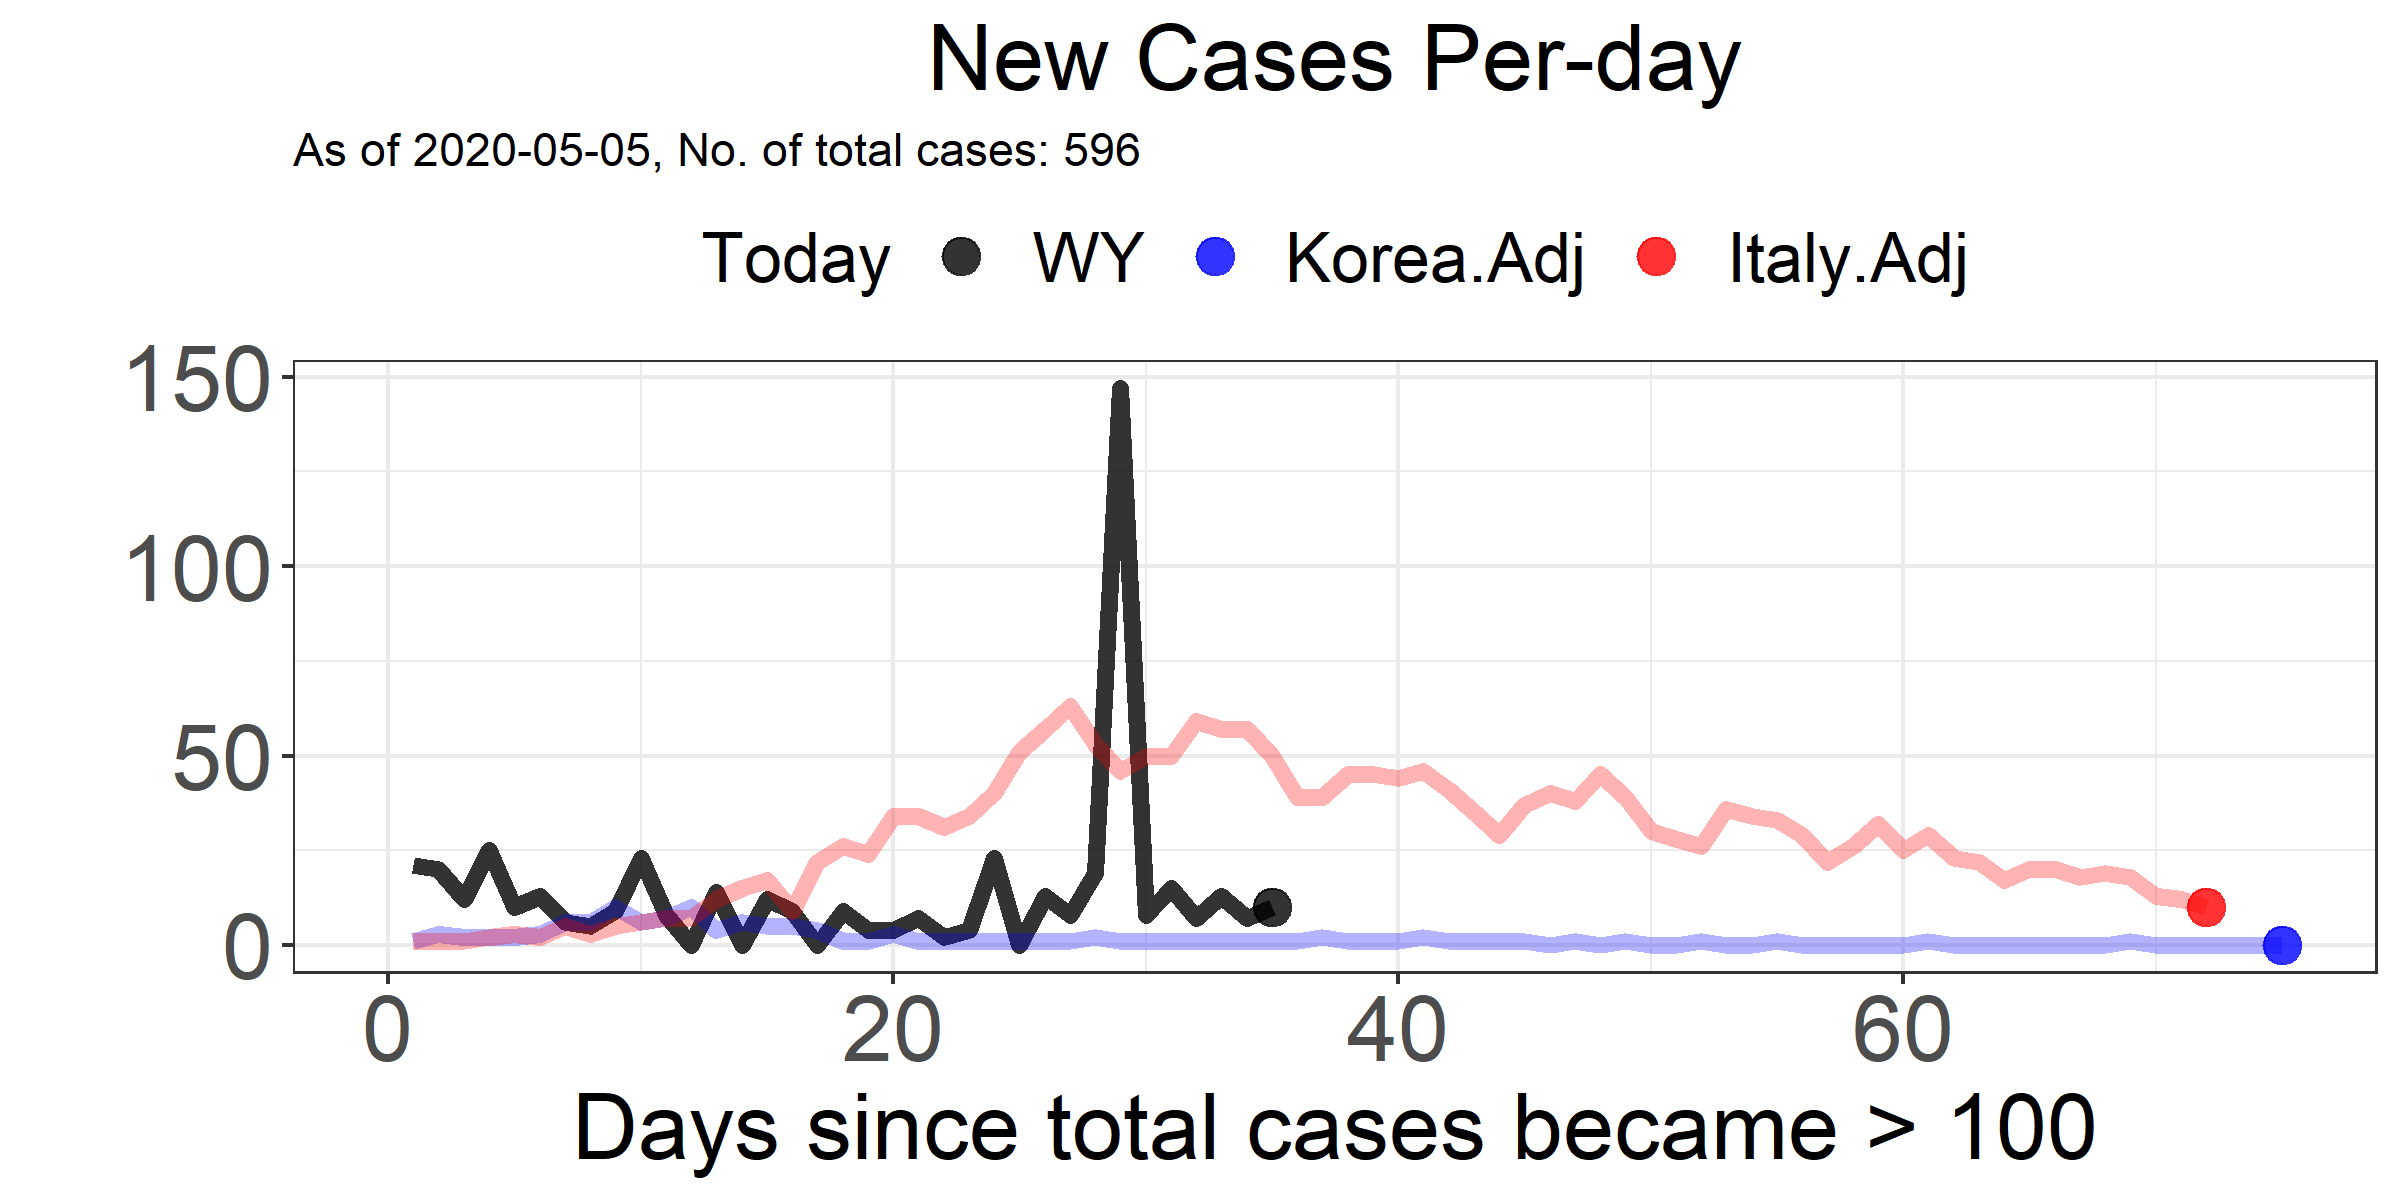 New Cases Per-day
As of 2020-05-05, No. of total cases: 596
Today WY Korea.Adj Italy.Adj
150
100
50
0
0 20 40 60
Days since total cases became > 100